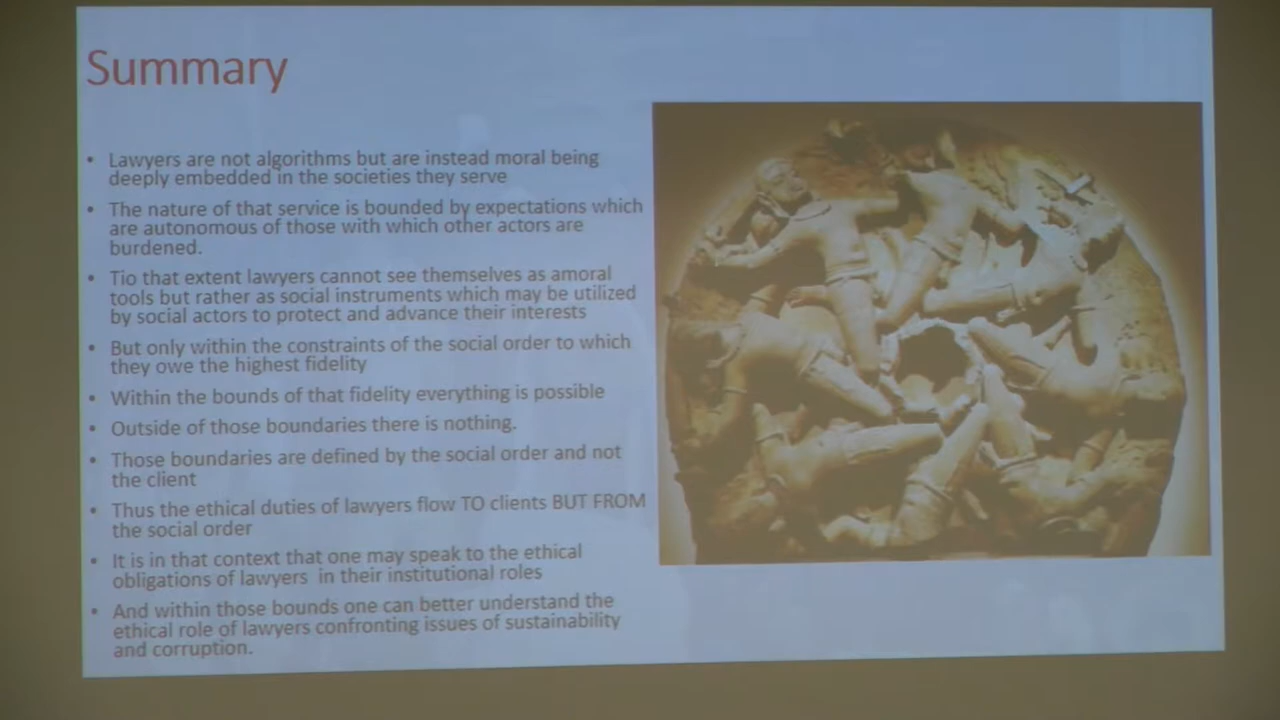 Summary
• Lawyers are not algorithms but are instead moral being
deeply embedded in the societies they serve
• The nature of that service is bounded by expectations which
are autonomous of those with which other actors are
burdened.
• Tio that extent lawyers cannot see themselves as amoral
tools but rather as social instruments which may be utilized
by social actors to protect and advance their interests
• But only within the constraints of the social order to which
they owe the highest fidelity
• Within the bounds of that fidelity everything is possible
• Outside of those boundaries there is nothing.
• Those boundaries are defined by the social order and not
the client
• Thus the ethical duties of lawyers flow TO clients BUT FROM
the social order
• It is in that context that one may speak to the ethical
obligations of lawyers in their institutional roles
• And within those bounds one can better understand the
ethical role of lawyers confronting issues of sustainability
and corruption.